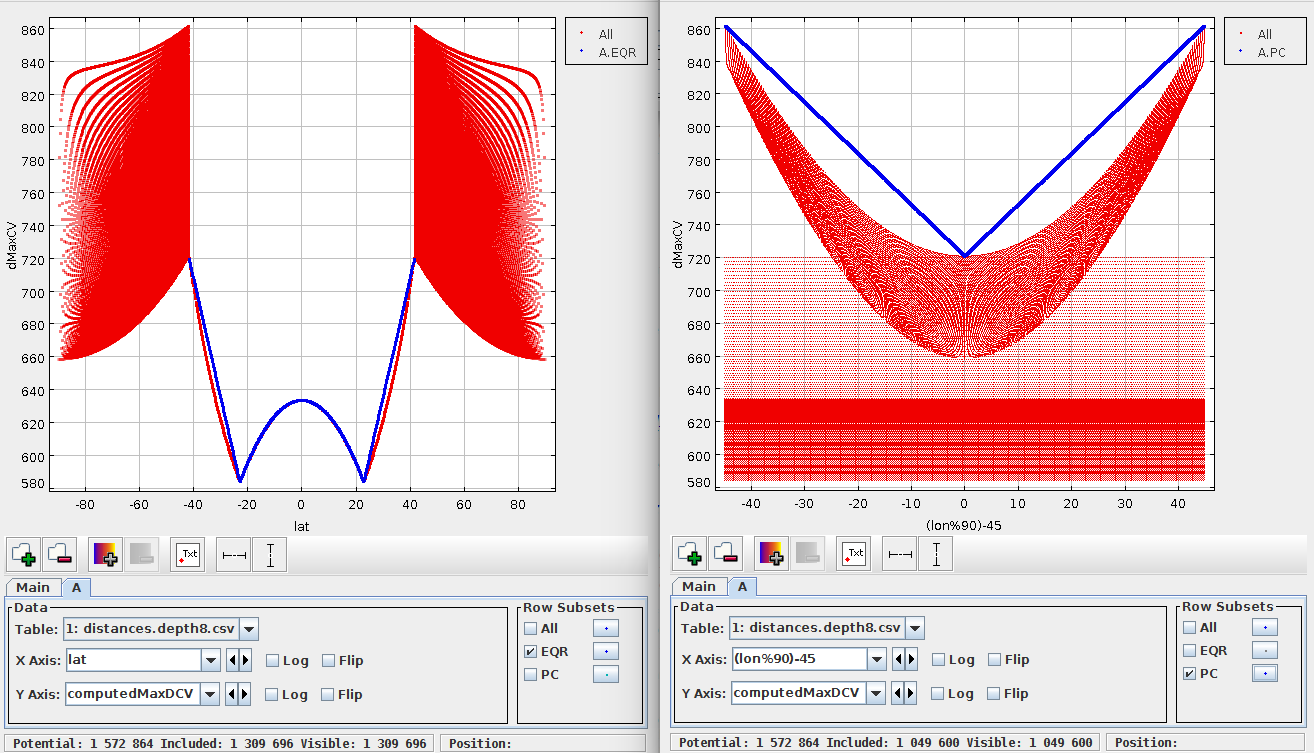 860
840
820
800
780
760
740
720
700
680
660
640
620
600
580
dMaxCV
-80
-60
-40
-20
0
20
40
60
80
lat
All
A.EQR
Txt
Main
A
Data
Table:
1: distances.depth8.csv
X Axis:
lat
Log
Flip
Y Axis:
computedMaxDCV
Log
Flip
Row Subsets
All
EQR
PC
Potential: 1 572 864 Included: 1 309 696 Visible: 1 309 696
Position:
860
840
820
800
780
760
740
720
700
680
660
640
620
600
580
dMaxCV
-40
-30
-20
-10
0
10
20
30
40
(lon%90)-45
All
A.PC
Txt
Main
A
Data
Table:
1: distances.depth8.csv
X Axis:
(lon%90)-45
Log
Flip
Y Axis:
computedMaxDCV
Log
Flip
Row Subsets
All
EQR
PC
Potential: 1 572 864 Included: 1 049 600 Visible: 1 049 600
Position: